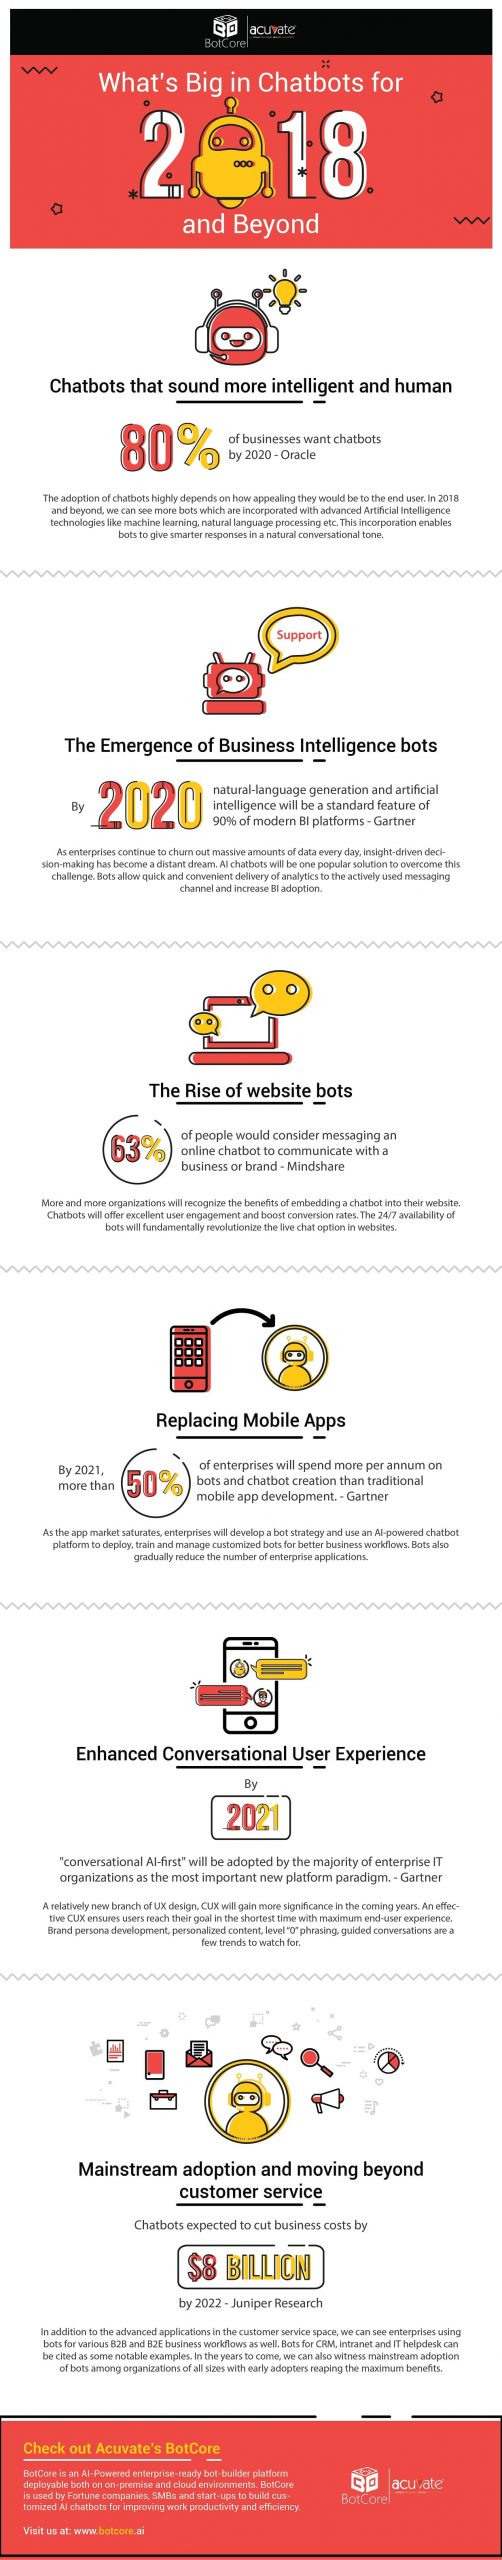 BotCore acuvate
What's Big in Chatbots for
2018
and Beyond
Chatbots that sound more intelligent and human
80% of businesses want chatbots
by 2020 - Oracle
The adoption of chatbots highly depends on how appealing they would be to the end user. In 2018
and beyond, we can see more bots which are incorporated with advanced Artificial Intelligence
technologies like machine learning, natural language processing etc. This incorporation enables
bots to give smarter responses in a natural conversational tone.
Support
The Emergence of Business Intelligence bots
By 2020
natural-language generation and artificial
intelligence will be a standard feature of
90% of modern BI platforms - Gartner
As enterprises continue to churn out massive amounts of data every day, insight-driven deci-
sion-making has become a distant dream. AI chatbots will be one popular solution to overcome this
challenge. Bots allow quick and convenient delivery of analytics to the actively used messaging
channel and increase BI adoption.
The Rise of website bots
63%
of people would consider messaging an
online chatbot to communicate with a
business or brand - Mindshare
More and more organizations will recognize the benefits of embedding a chatbot into their website.
Chatbots will offer excellent user engagement and boost conversion rates. The 24/7 availability of
bots will fundamentally revolutionize the live chat option in websites.
Replacing Mobile Apps
By 2021,
more than
50%
of enterprises will spend more per annum on
bots and chatbot creation than traditional
mobile app development. - Gartner
As the app market saturates, enterprises will develop a bot strategy and use an AI-powered chatbot
platform to deploy, train and manage customized bots for better business workflows. Bots also
gradually reduce the number of enterprise applications.
Enhanced Conversational User Experience
By
2021
"conversational AI-first" will be adopted by the majority of enterprise IT
organizations as the most important new platform paradigm. - Gartner
A relatively new branch of UX design, CUX will gain more significance in the coming years. An effec-
tive CUX ensures users reach their goal in the shortest time with maximum end-user experience.
Brand persona development, personalized content, level "0" phrasing, guided conversations are a
few trends to watch for.
Mainstream adoption and moving beyond
customer service
Chatbots expected to cut business costs by
$8 BILLION
by 2022 - Juniper Research
In addition to the advanced applications in the customer service space, we can see enterprises using
bots for various B2B and B2E business workflows as well. Bots for CRM, intranet and IT helpdesk can
be cited as some notable examples. In the years to come, we can also witness mainstream adoption
of bots among organizations of all sizes with early adopters reaping the maximum benefits.
Check out Acuvate's BotCore
BotCore is an AI-Powered enterprise-ready bot-builder platform
deployable both on on-premise and cloud environments. BotCore
is used by Fortune companies, SMBs and start-ups to build cus-
tomized AI chatbots for improving work productivity and efficiency.
Visit us at: www.botcore.ai
BotCore acuvate